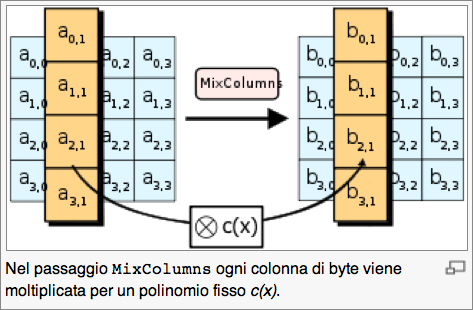 a0,1 b0,1
a0,0 a0,2 a0,3 b0,0 b0,2 b0,3
a1,1 MixColumns b1,1
a1,0 a1,2 a1,3 b1,0 b1,2 b1,3
a2,1 b2,1
a2,0 a2,2 a2,3 b2,0 b2,2 b2,3
a3,0 a3,2 a3,3 b3,0 b3,2 b3,3
a3,1 b3,1
⊗ c(x)
Nel passaggio MixColumns ogni colonna di byte viene
moltiplicata per un polinomio fisso c(x).